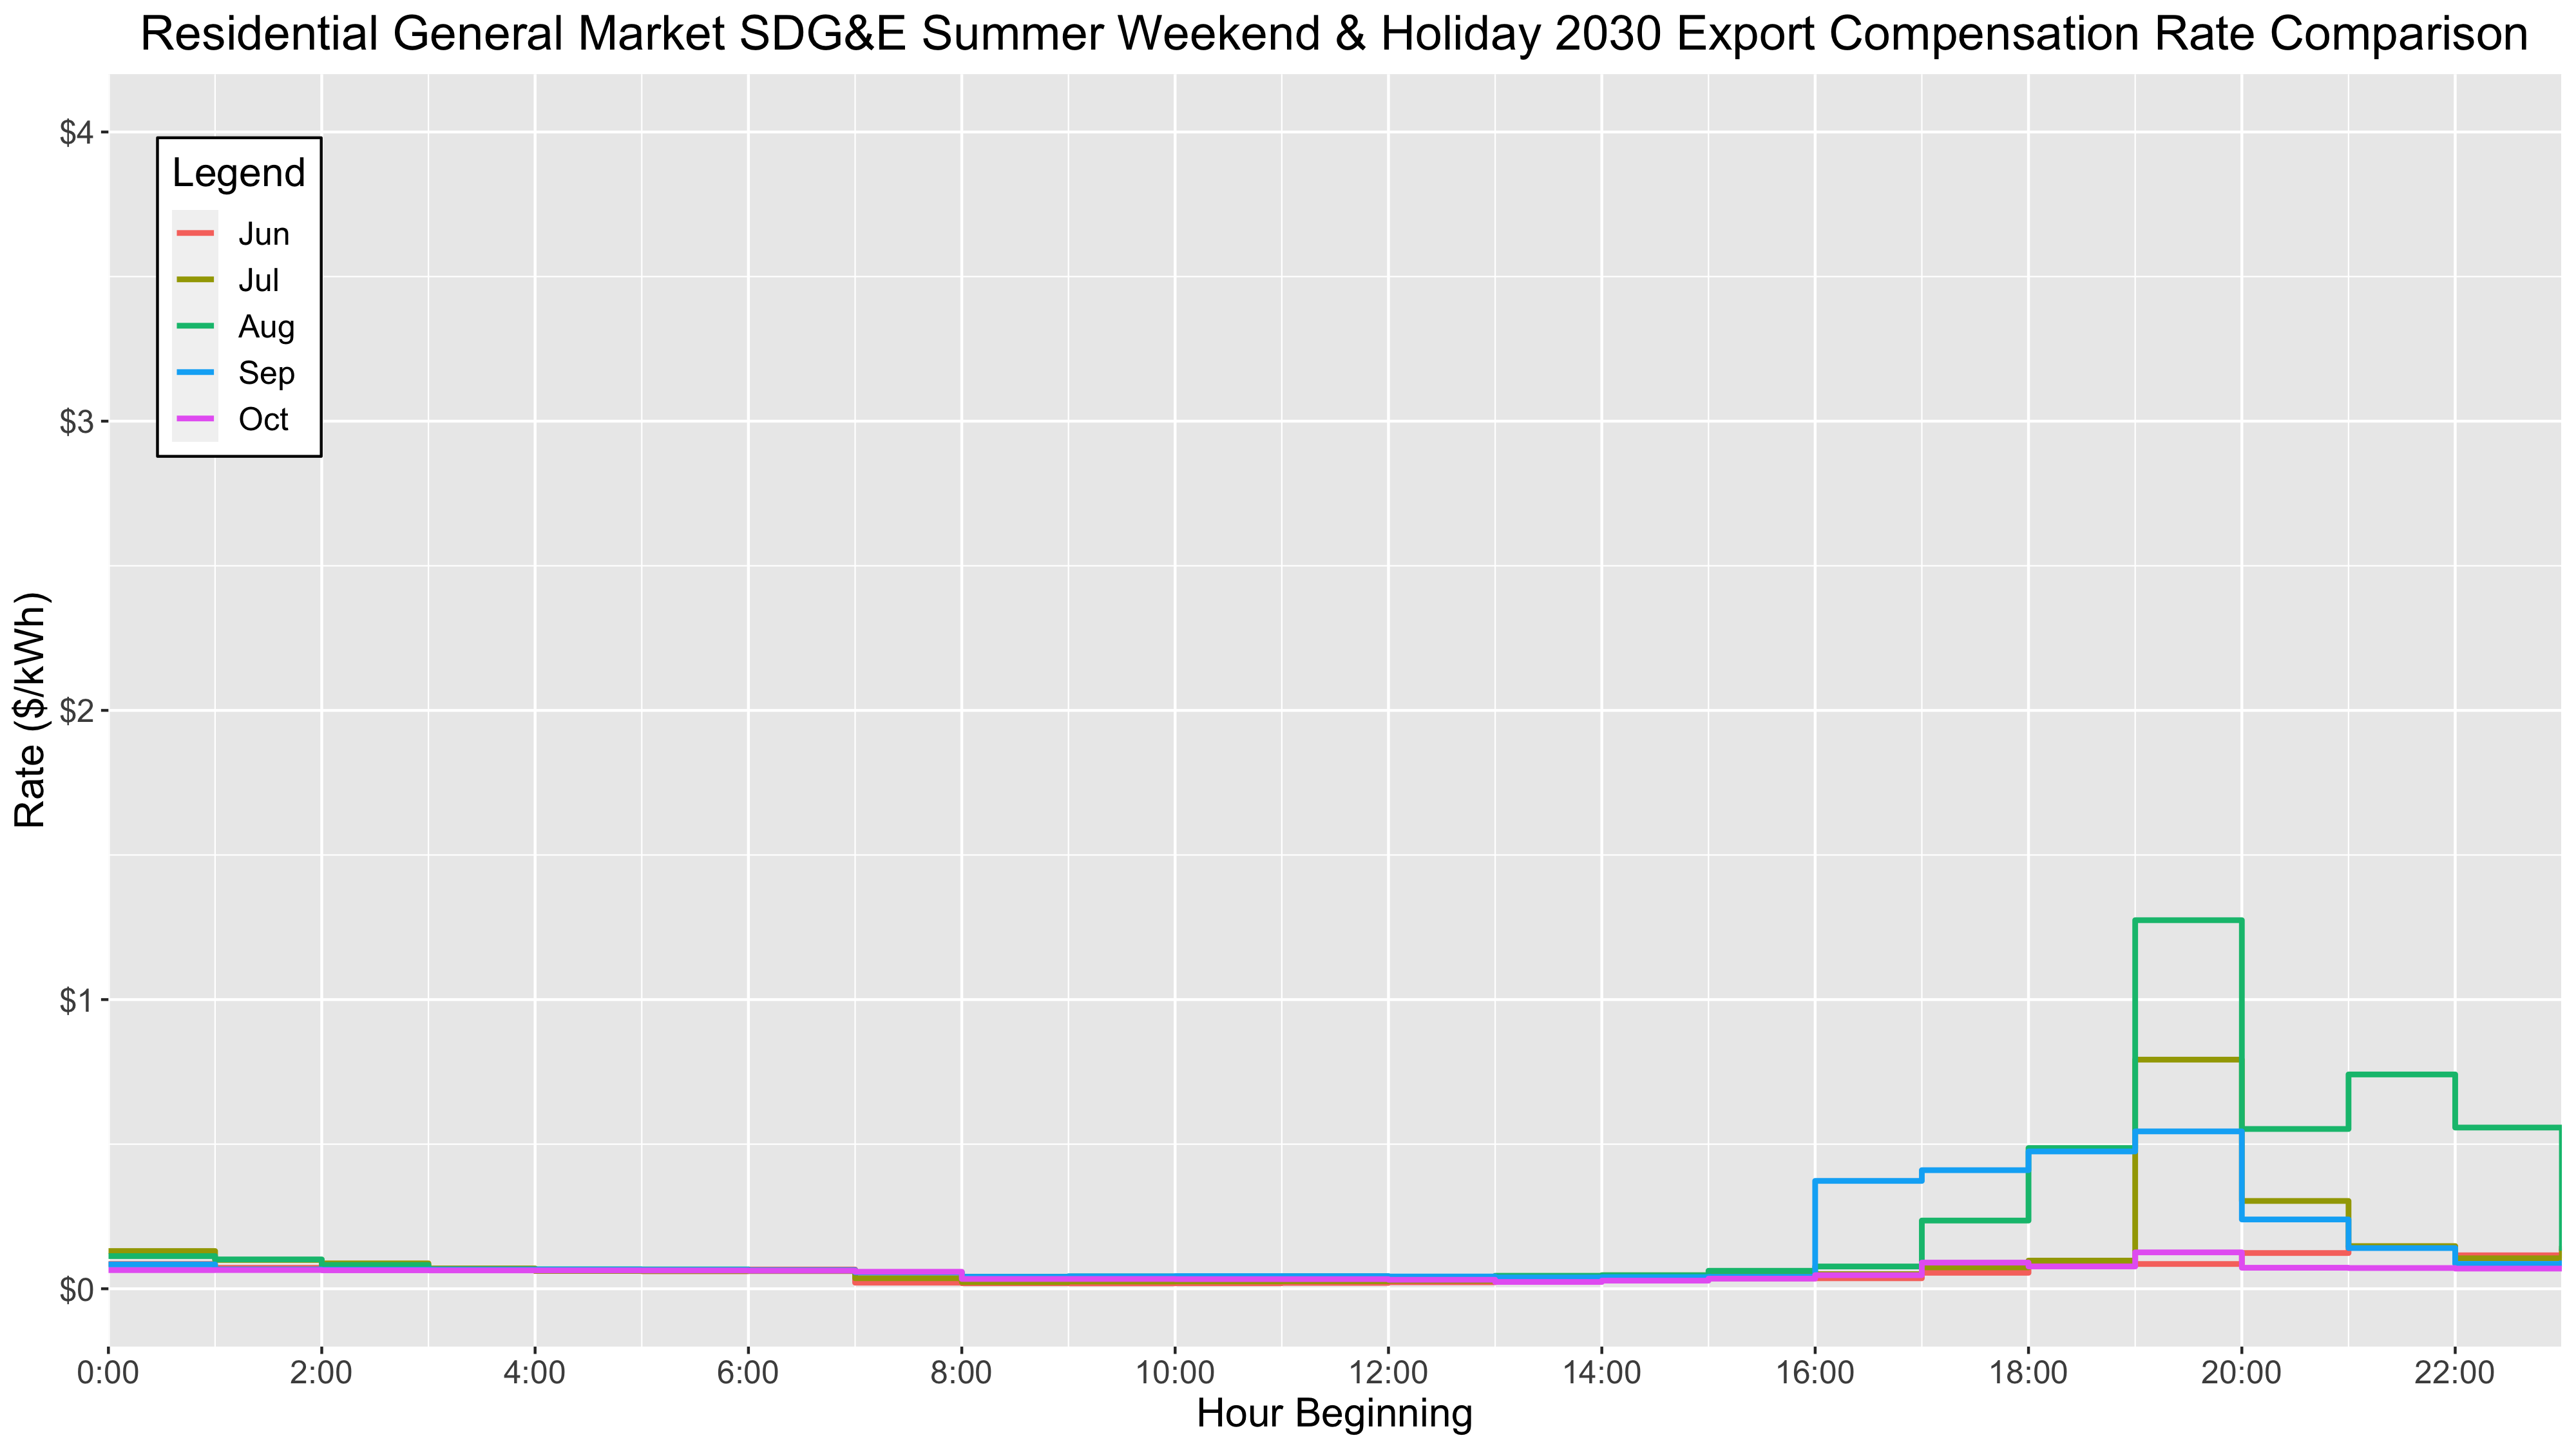 Residential General Market SDG&E Summer Weekend & Holiday 2030 Export Compensation Rate Comparison
$4
$3
$2
$1
$0
Rate ($/kWh)
Legend
Jun
Jul
Aug
Sep
Oct
0:00 2:00 4:00 6:00 8:00 10:00 12:00 14:00 16:00 18:00 20:00 22:00
Hour Beginning